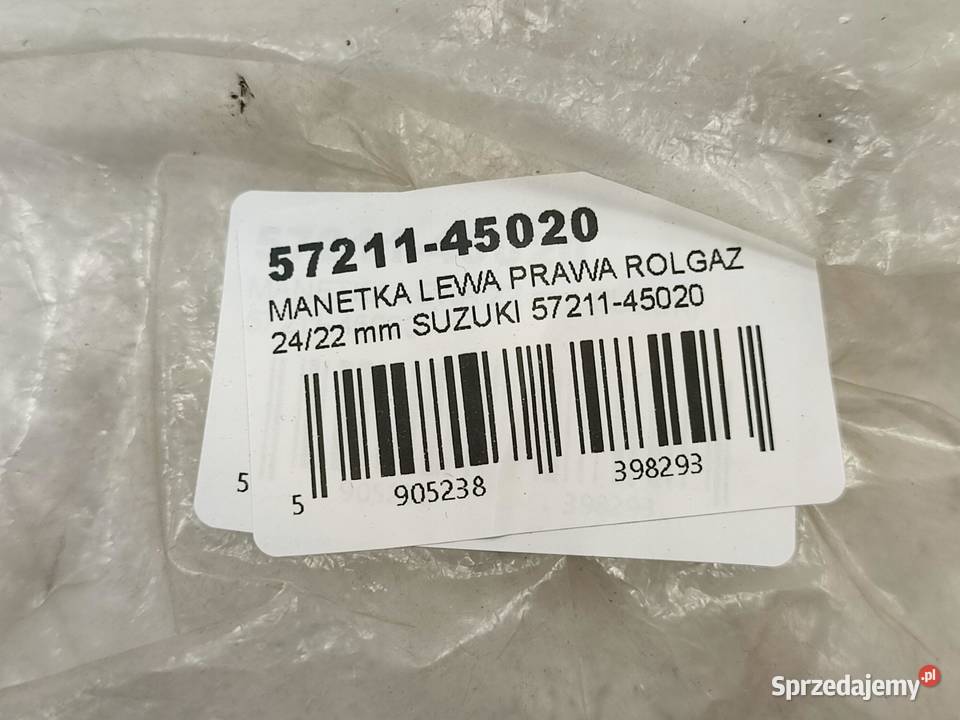 57211-45020
MANETKA LEWA PRAWA ROLGAZ
24/22 mm SUZUKI 57211-45020
5
5 905238 398293
Sprzedajemy.pl